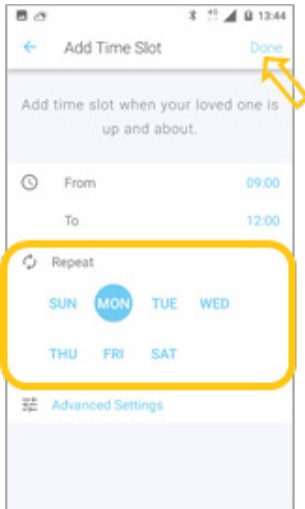 13:44
Add Time Slot Done
Add time slot when your loved one is
up and about.
From 09:00
To 12:00
Repeat
SUN MON TUE WED
THU FRI SAT
Advanced Settings